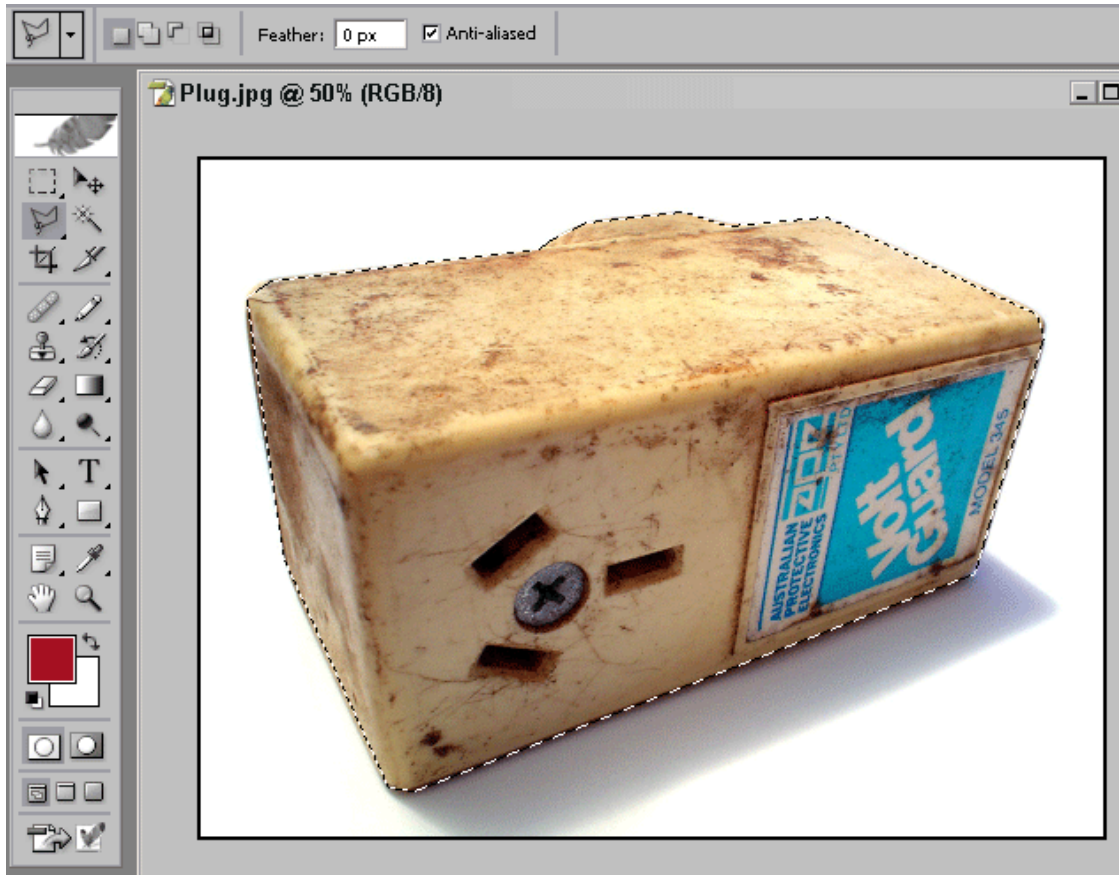 Feather: 0 px Anti-aliased
Plug.jpg @ 50% (RGB/8)
T
AUSTRALIAN
PROTECTIVE
ELECTRONICS
PTY LTD
Volt
Guard
MODEL 345